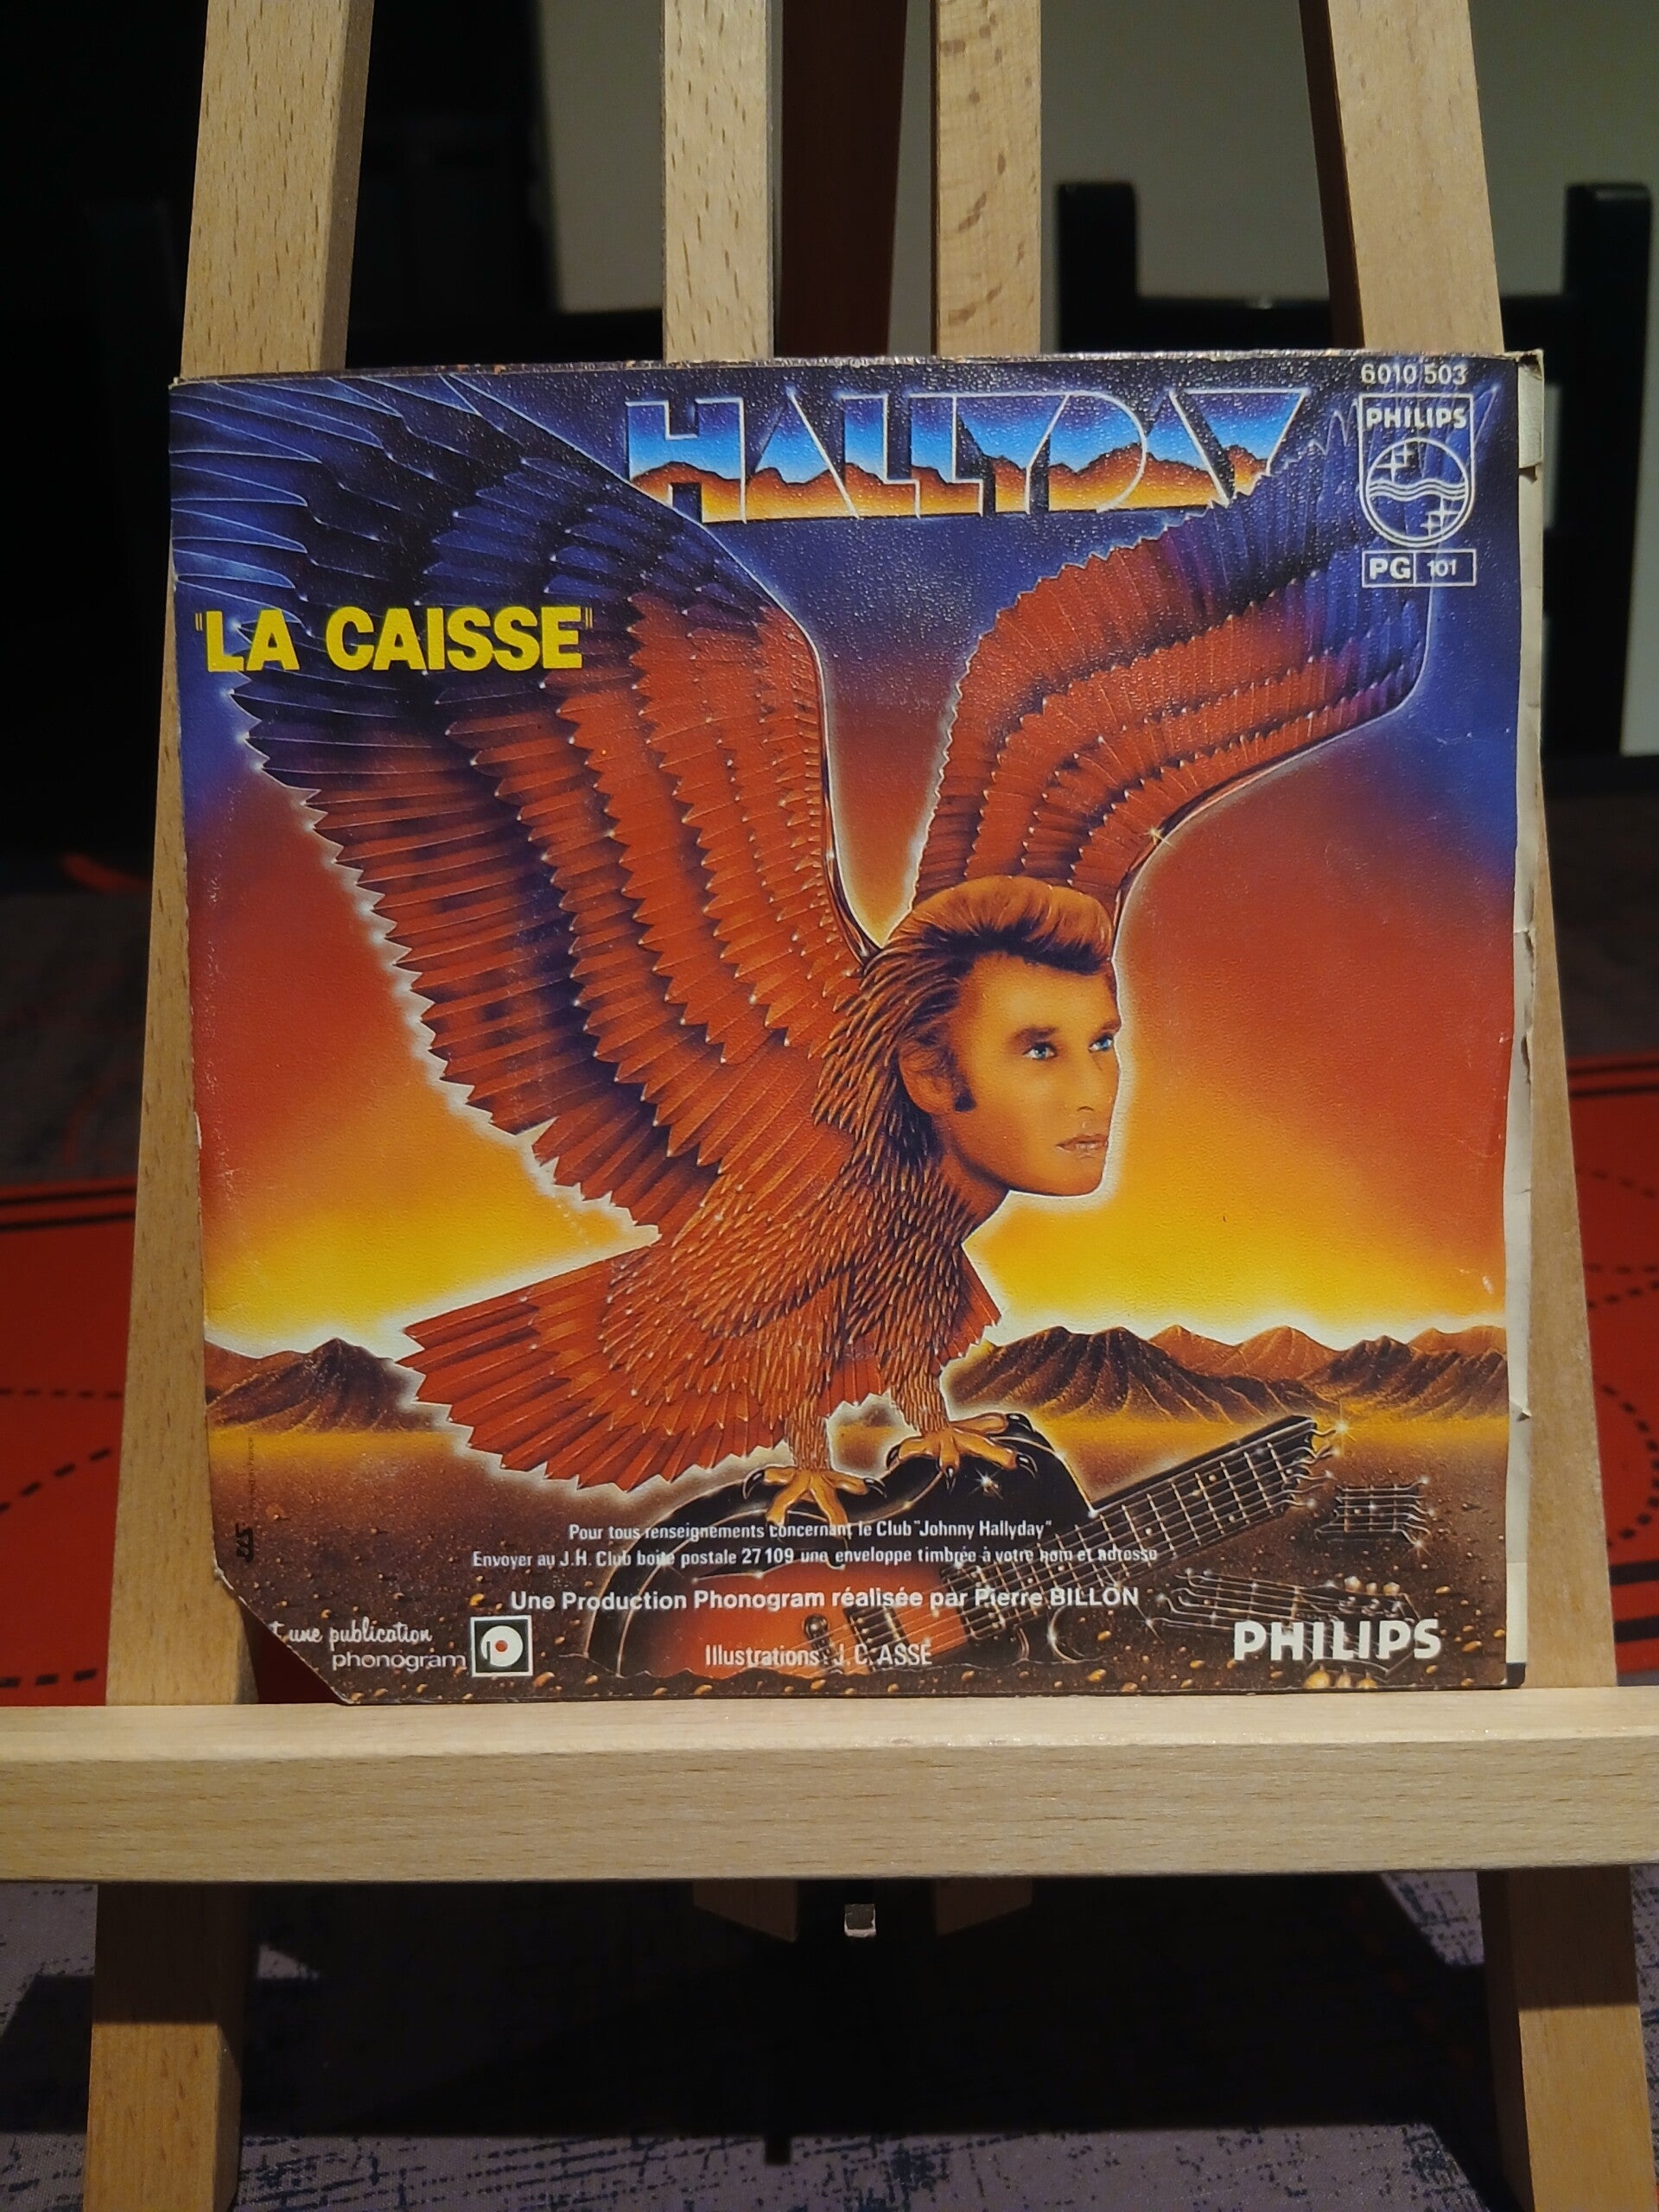 6010 503
HALLYDAY
PHILIPS
PG 101
"LA CAISSE"
Pour tous renseignements concernant le Club "Johnny Hallyday"
Envoyer au J.H. Club boite postale 27 109 une enveloppe timbrée à votre nom et adresse
Une Production Phonogram réalisée par Pierre BILLON
t une publication
phonogram
Illustrations: J.C. ASSE
PHILIPS